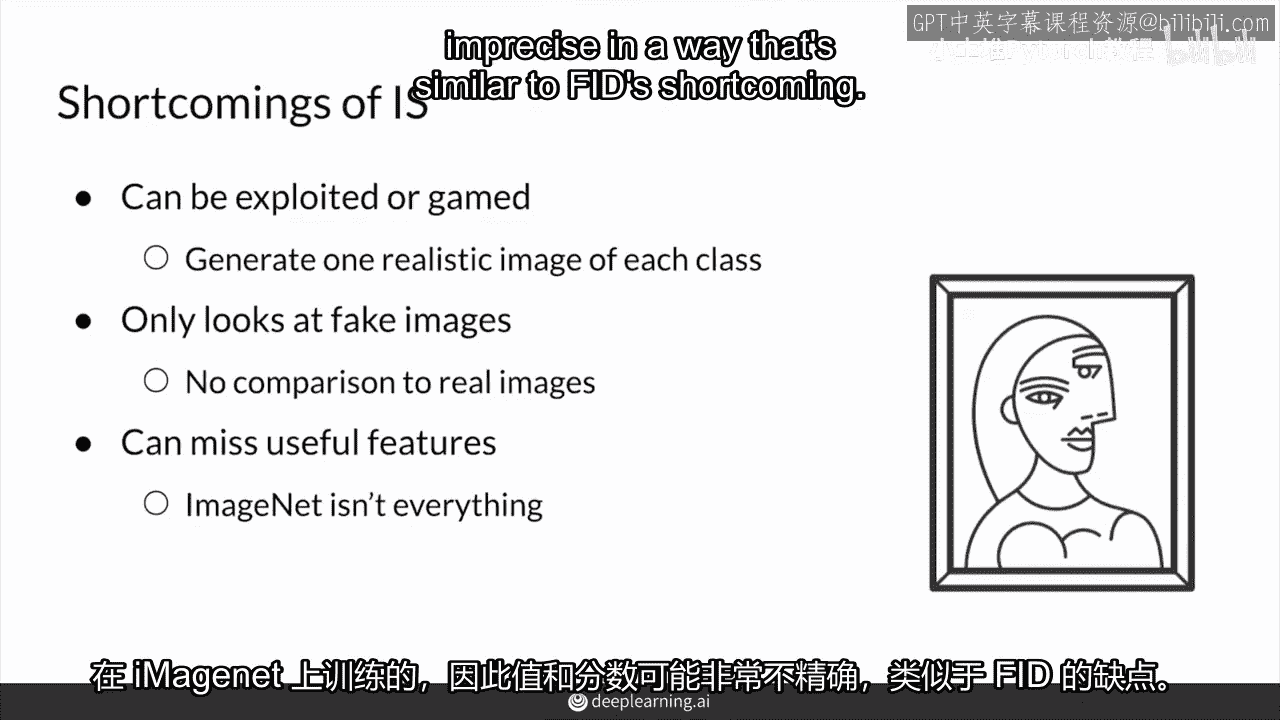 GPT中英字幕课程资源@bilibili.com
imprecise in a way that's
similar to FID's shortcoming.
Shortcomings of IS
● Can be exploited or gamed
○ Generate one realistic image of each class
● Only looks at fake images
○ No comparison to real images
● Can miss useful features
○ ImageNet isn't everything
在 iMagenet 上训练的，因此值和分数可能非常不精确，类似于 FID 的缺点。
deeplearning.ai